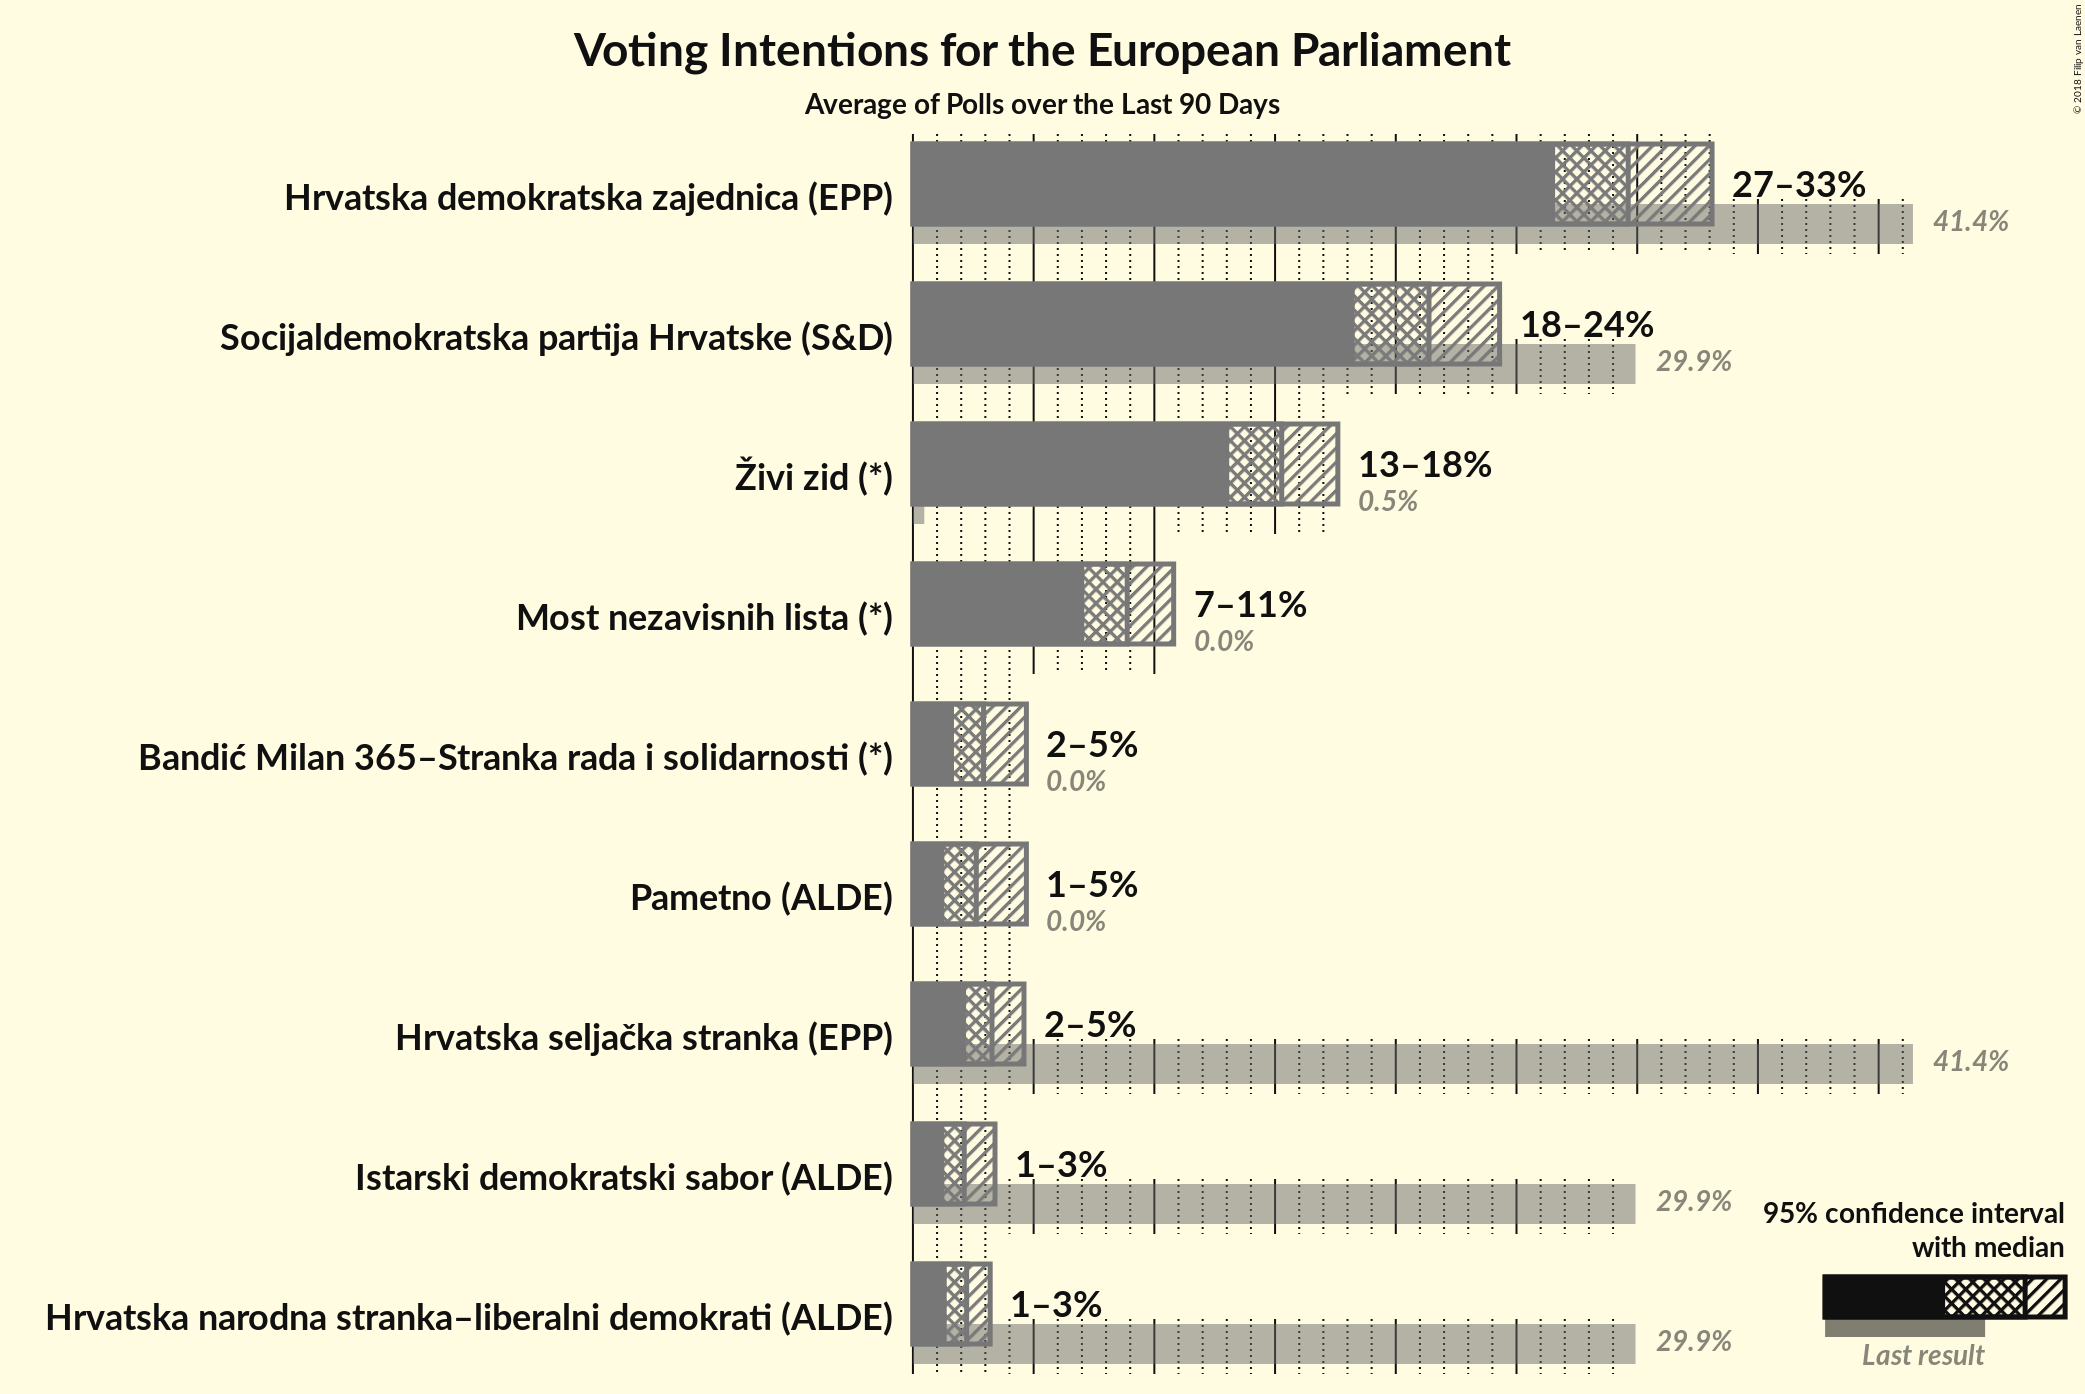 Voting Intentions for the European Parliament
Average of Polls over the Last 90 Days
© 2018 Filip van Laenen
Hrvatska demokratska zajednica (EPP)
27–33%
41.4%
Socijaldemokratska partija Hrvatske (S&D)
18–24%
29.9%
Živi zid (*)
13–18%
0.5%
Most nezavisnih lista (*)
7–11%
0.0%
Bandić Milan 365–Stranka rada i solidarnosti (*)
2–5%
0.0%
Pametno (ALDE)
1–5%
0.0%
Hrvatska seljačka stranka (EPP)
2–5%
41.4%
Istarski demokratski sabor (ALDE)
1–3%
29.9%
Hrvatska narodna stranka–liberalni demokrati (ALDE)
1–3%
29.9%
95% confidence interval
with median
Last result